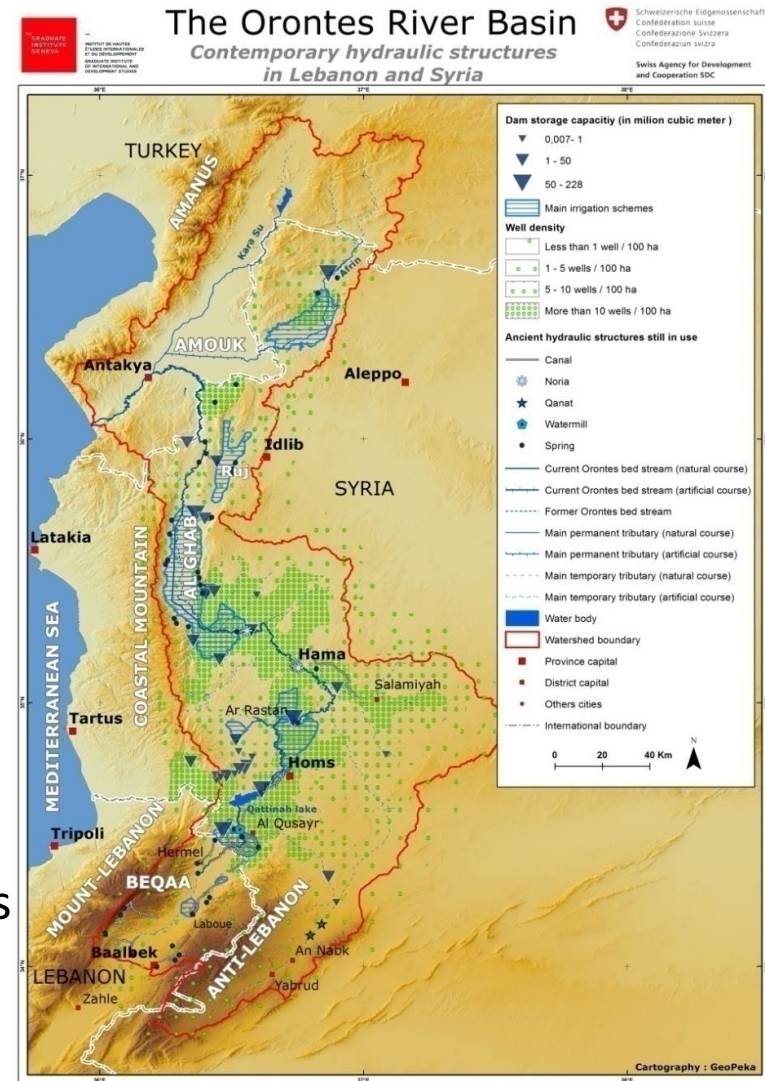 THE GRADUATE
INSTITUTE
GENEVA
INSTITUT DE HAUTES
ÉTUDES INTERNATIONALES
ET DU DÉVELOPPEMENT
GRADUATE INSTITUTE
OF INTERNATIONAL AND
DEVELOPMENT STUDIES
The Orontes River Basin
Contemporary hydraulic structures
in Lebanon and Syria
Schweizerische Eidgenossenschaft
Confédération suisse
Confederazione Svizzera
Confederaziun svizra
Swiss Agency for Development
and Cooperation SDC
36°E
37°E
38°E
Dam storage capacitiy (in milion cubic meter )
0,007- 1
1 - 50
50 - 228
Main irrigation schemes
Well density
Less than 1 well / 100 ha
1 - 5 wells / 100 ha
5 - 10 wells / 100 ha
More than 10 wells / 100 ha
Ancient hydraulic structures still in use
Canal
Noria
Qanat
Watermill
Spring
Current Orontes bed stream (natural course)
Current Orontes bed stream (artificial course)
Former Orontes bed stream
Main permanent tributary (natural course)
Main permanent tributary (artificial course)
Main temporary tributary (natural course)
Main temporary tributary (artificial course)
Water body
Watershed boundary
Province capital
District capital
Others cities
International boundary
N
0 20 40 Km
TURKEY
AMANUS
Kara Su
Afrin
AMOUK
Antakya
Aleppo
Idlib
Ruj
SYRIA
Latakia
AL GHAB
COASTAL MOUNTAIN
MEDITERRANEAN SEA
Hama
Salamiyah
Ar Rastan
Tartus
Homs
Qattinah lake
Al Qusayr
Tripoli
Hermel
MOUNT-LEBANON
BEQAA
s
Laboue
Baalbek
ANTI-LEBANON
An Nabk
LEBANON
Yabrud
Zahle
36°E
37°E
38°E
Cartography : GeoPeka